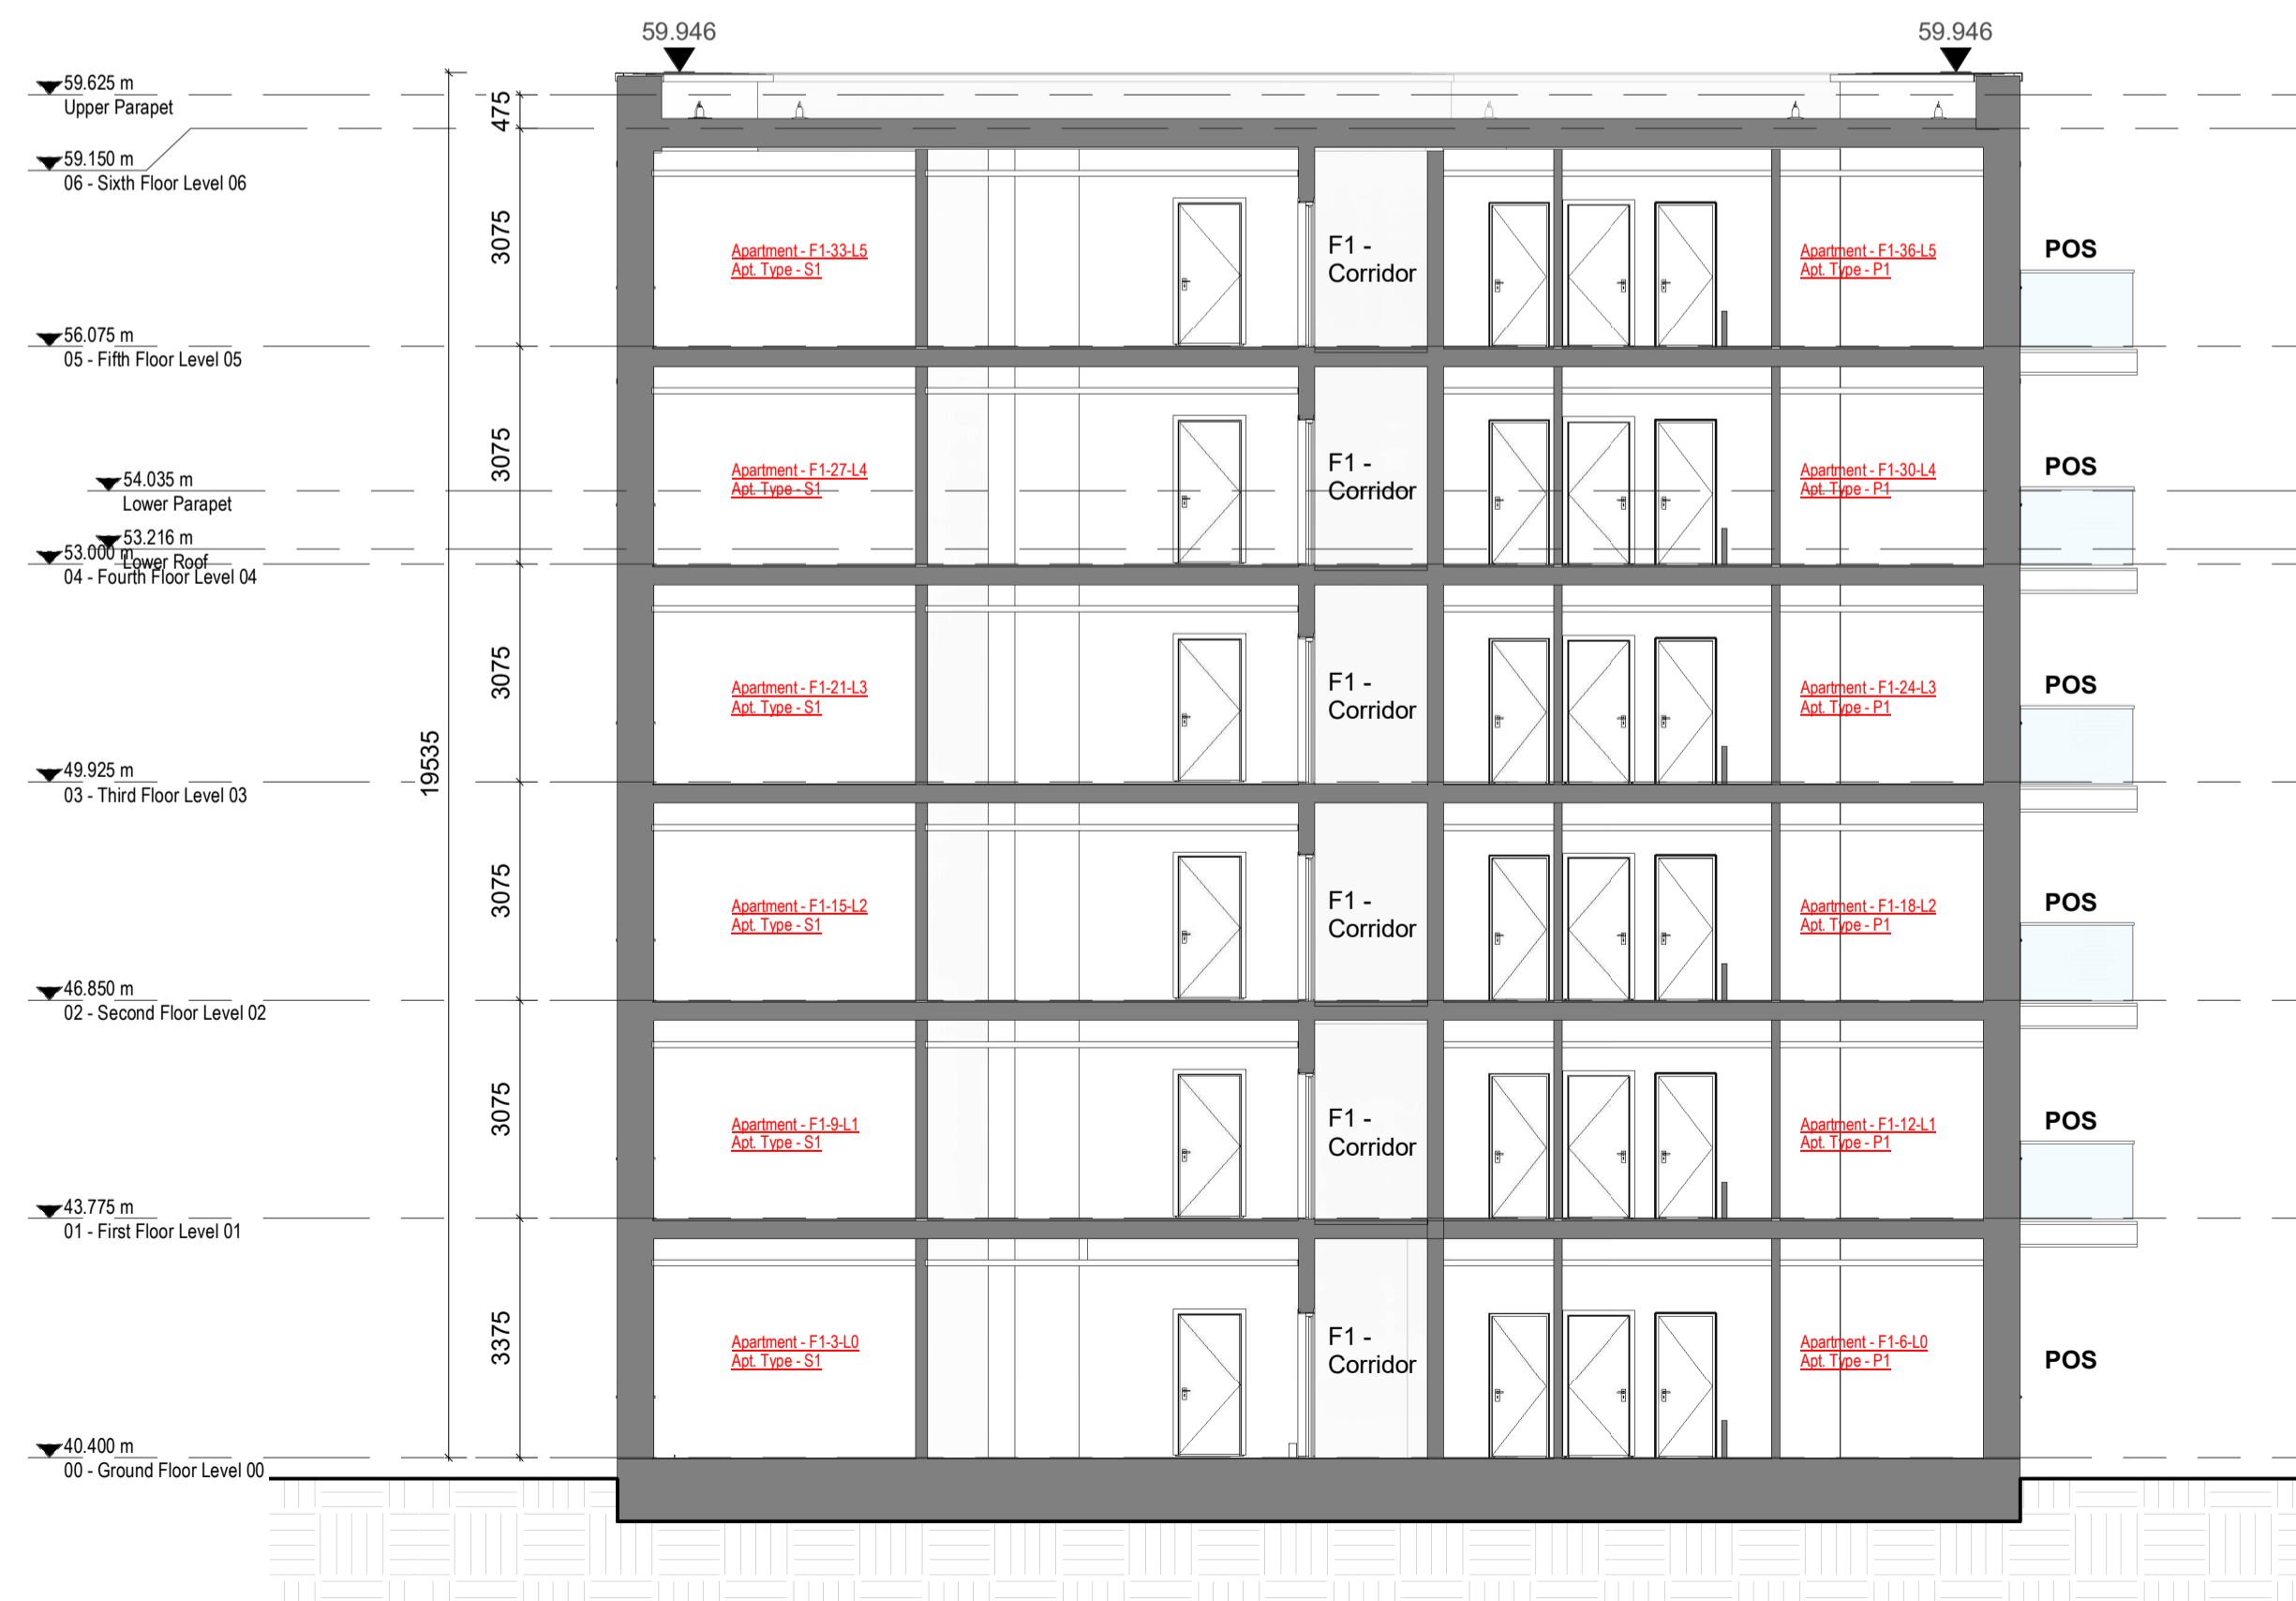 59.946
59.946
59.625 m
Upper Parapet
475
59.150 m
06 - Sixth Floor Level 06
3075
Apartment - F1-33-L5
Apt. Type - S1
F1 -
Corridor
Apartment - F1-36-L5
Apt. Type - P1
POS
56.075 m
05 - Fifth Floor Level 05
3075
Apartment - F1-27-L4
Apt. Type - S1
F1 -
Corridor
Apartment - F1-30-L4
Apt. Type - P1
POS
54.035 m
Lower Parapet
53.216 m
Lower Roof
53.000 m
04 - Fourth Floor Level 04
3075
Apartment - F1-21-L3
Apt. Type - S1
F1 -
Corridor
Apartment - F1-24-L3
Apt. Type - P1
POS
19535
49.925 m
03 - Third Floor Level 03
3075
Apartment - F1-15-L2
Apt. Type - S1
F1 -
Corridor
Apartment - F1-18-L2
Apt. Type - P1
POS
46.850 m
02 - Second Floor Level 02
3075
Apartment - F1-9-L1
Apt. Type - S1
F1 -
Corridor
Apartment - F1-12-L1
Apt. Type - P1
POS
43.775 m
01 - First Floor Level 01
3375
Apartment - F1-3-L0
Apt. Type - S1
F1 -
Corridor
Apartment - F1-6-L0
Apt. Type - P1
POS
40.400 m
00 - Ground Floor Level 00